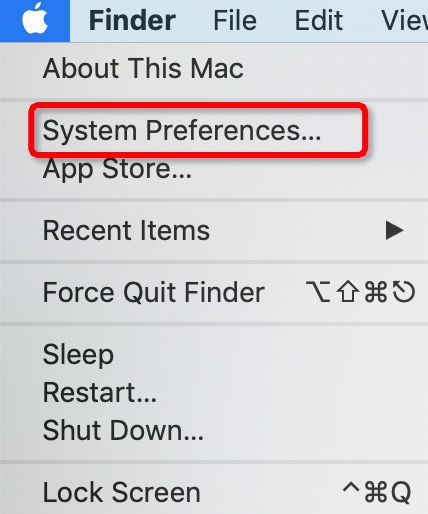 Finder File Edit
About This Mac
System Preferences...
App Store...
Recent Items ▶
Force Quit Finder ⌥⇧⌘⎋
Sleep
Restart...
Shut Down...
Lock Screen ^⌘Q